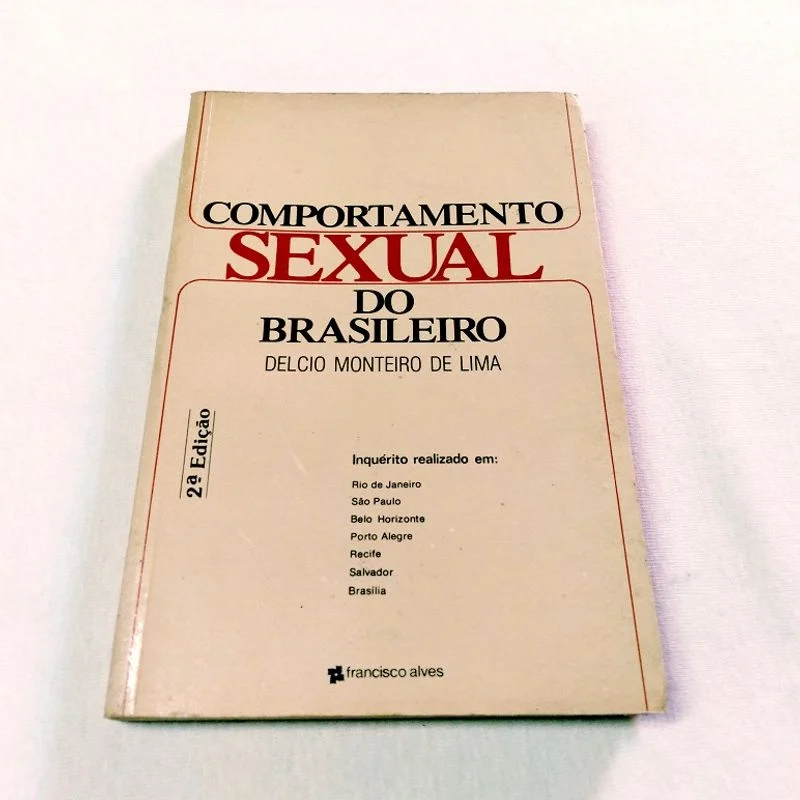 COMPORTAMENTO
SEXUAL
DO
BRASILEIRO
DELCIO MONTEIRO DE LIMA
2ª Edição
Inquérito realizado em:
Rio de Janeiro
São Paulo
Belo Horizonte
Porto Alegre
Recife
Salvador
Brasília
francisco alves